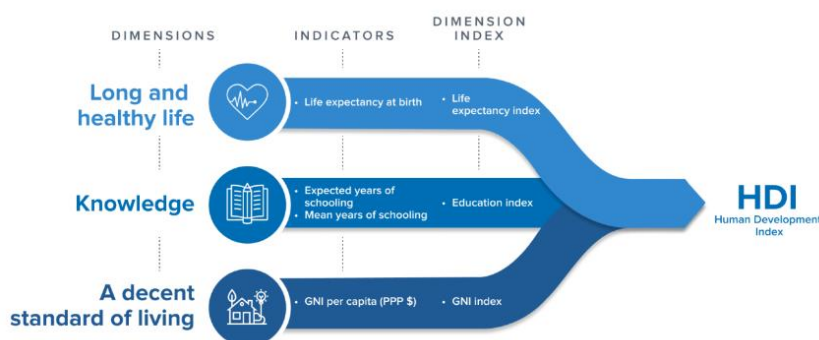 DIMENSIONS
INDICATORS
DIMENSION
INDEX
Long and
healthy life
• Life expectancy at birth
• Life
expectancy index
Knowledge
• Expected years of
schooling
• Mean years of schooling
• Education index
HDI
Human Development
Index
A decent
standard of living
• GNI per capita (PPP $)
• GNI index